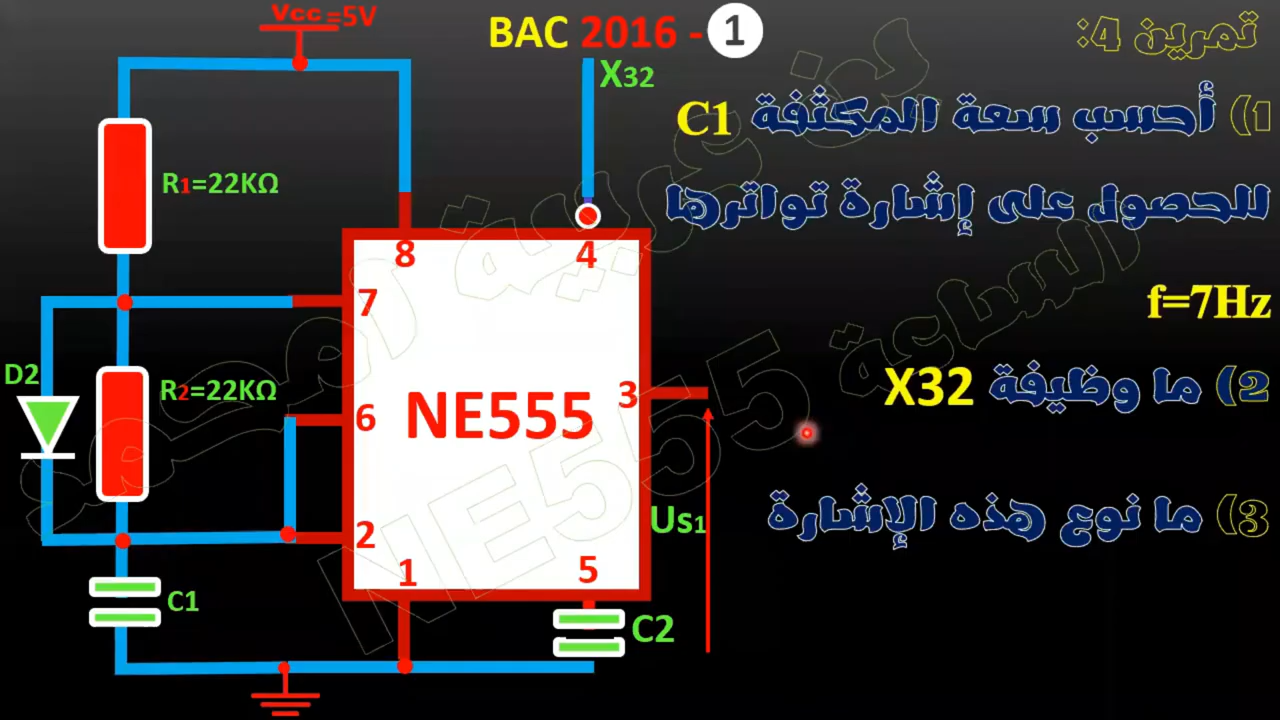 Vcc=5V
BAC 2016 - 1
تمرين 4:
X32
1) أحسب سعة المكثفة C1
للحصول على إشارة تواترها
f=7Hz
2) ما وظيفة X32
3) ما نوع هذه الإشارة
R1=22KΩ
8
4
7
D2
R2=22KΩ
6
NE555
3
2
Us1
1
5
C1
C2
الساعة NE555